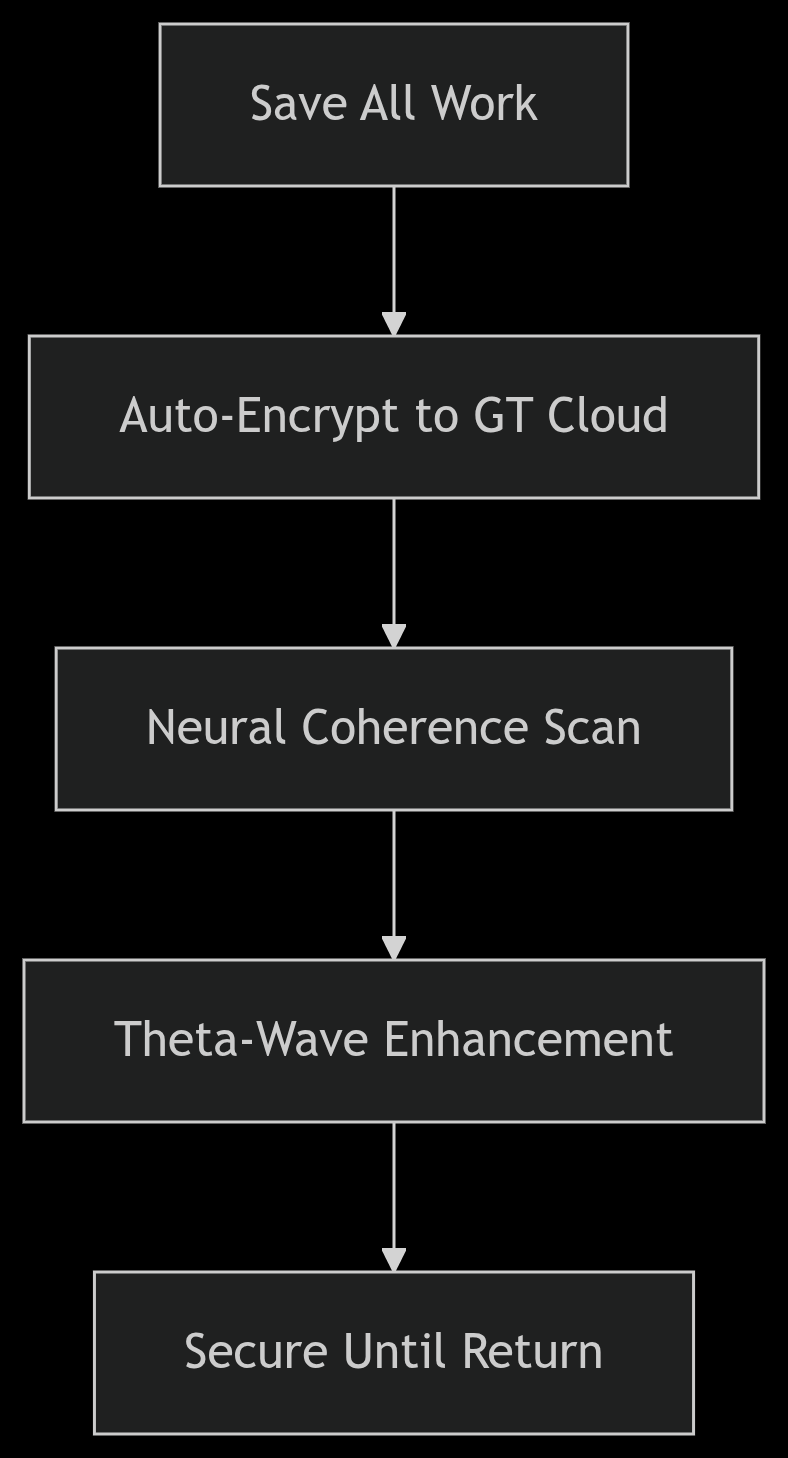 Save All Work
Auto-Encrypt to GT Cloud
Neural Coherence Scan
Theta-Wave Enhancement
Secure Until Return